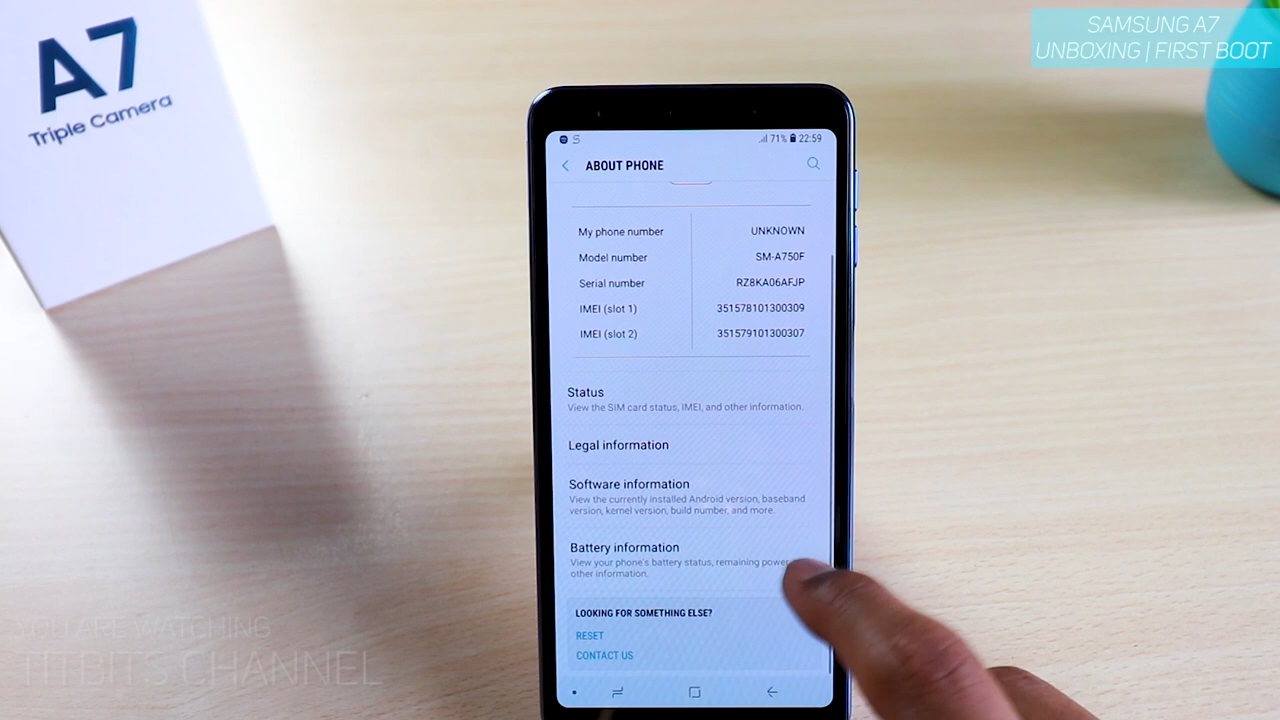 A7
Triple Camera
SAMSUNG A7
UNBOXING | FIRST BOOT
71% 22:59
ABOUT PHONE
My phone number UNKNOWN
Model number SM-A750F
Serial number RZ8KA06AFJP
IMEI (slot 1) 351578101300309
IMEI (slot 2) 351579101300307
Status
View the SIM card status, IMEI, and other information.
Legal information
Software information
View the currently installed Android version, baseband
version, kernel version, build number, and more.
Battery information
View your phone's battery status, remaining power
other information.
LOOKING FOR SOMETHING ELSE?
RESET
CONTACT US
YOU ARE WATCHING
TITBITS CHANNEL